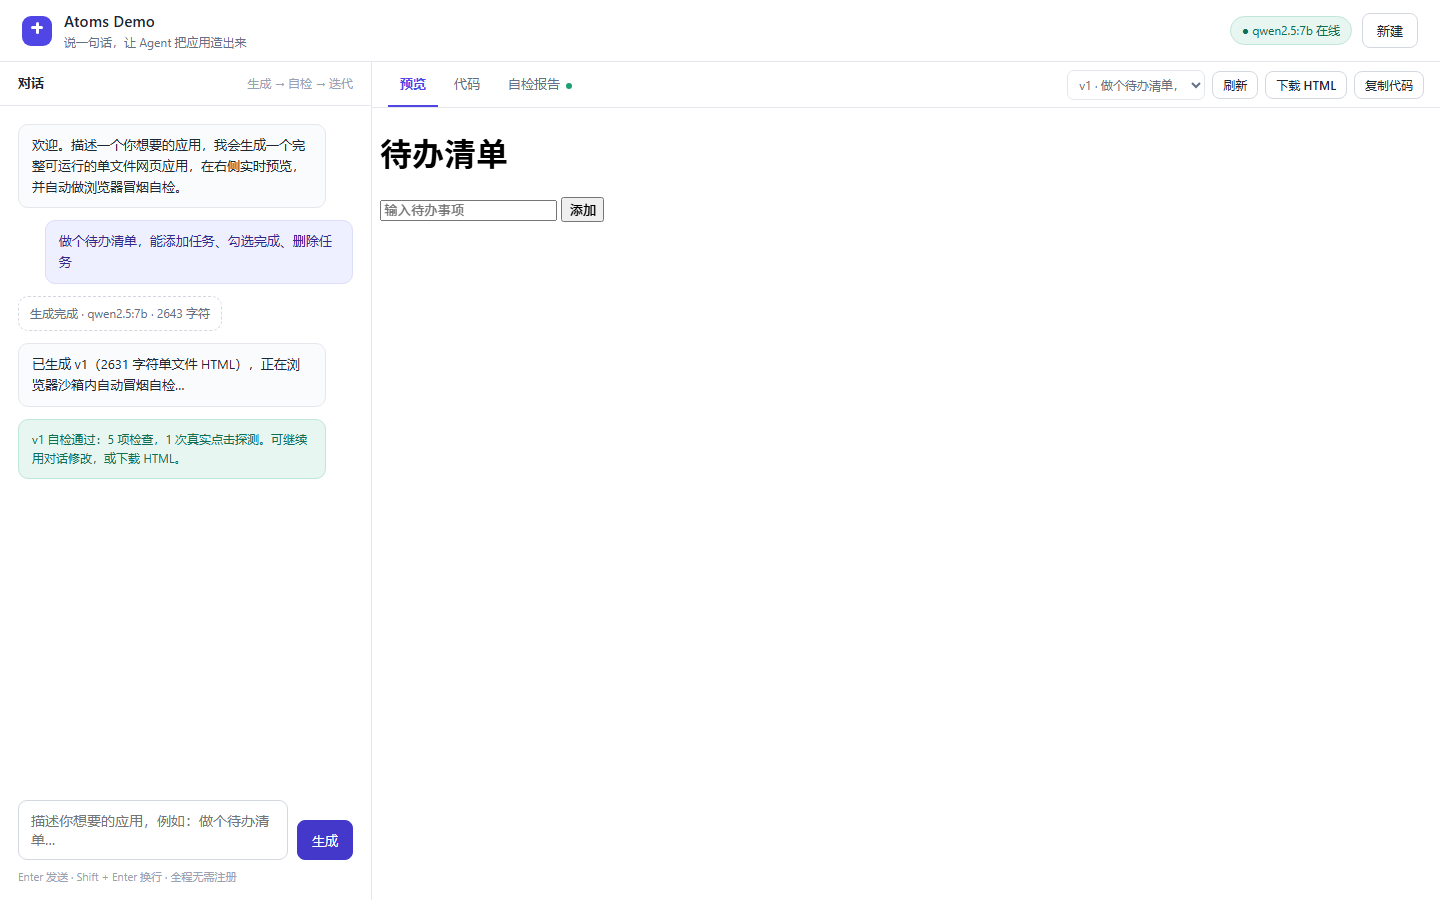 Atoms Demo
说一句话，让 Agent 把应用造出来
● qwen2.5:7b 在线
新建
对话
生成 → 自检 → 迭代
预览
代码
自检报告
v1 · 做个待办清单，
刷新
下载 HTML
复制代码
欢迎。描述一个你想要的应用，我会生成一个完
整可运行的单文件网页应用，在右侧实时预览，
并自动做浏览器冒烟自检。
做个待办清单，能添加任务、勾选完成、删除任
务
生成完成 · qwen2.5:7b · 2643 字符
已生成 v1（2631 字符单文件 HTML），正在浏
览器沙箱内自动冒烟自检...
v1 自检通过：5 项检查，1 次真实点击探测。可继续
用对话修改，或下载 HTML。
待办清单
输入待办事项
添加
描述你想要的应用，例如：做个待办清
单...
生成
Enter 发送 · Shift + Enter 换行 · 全程无需注册